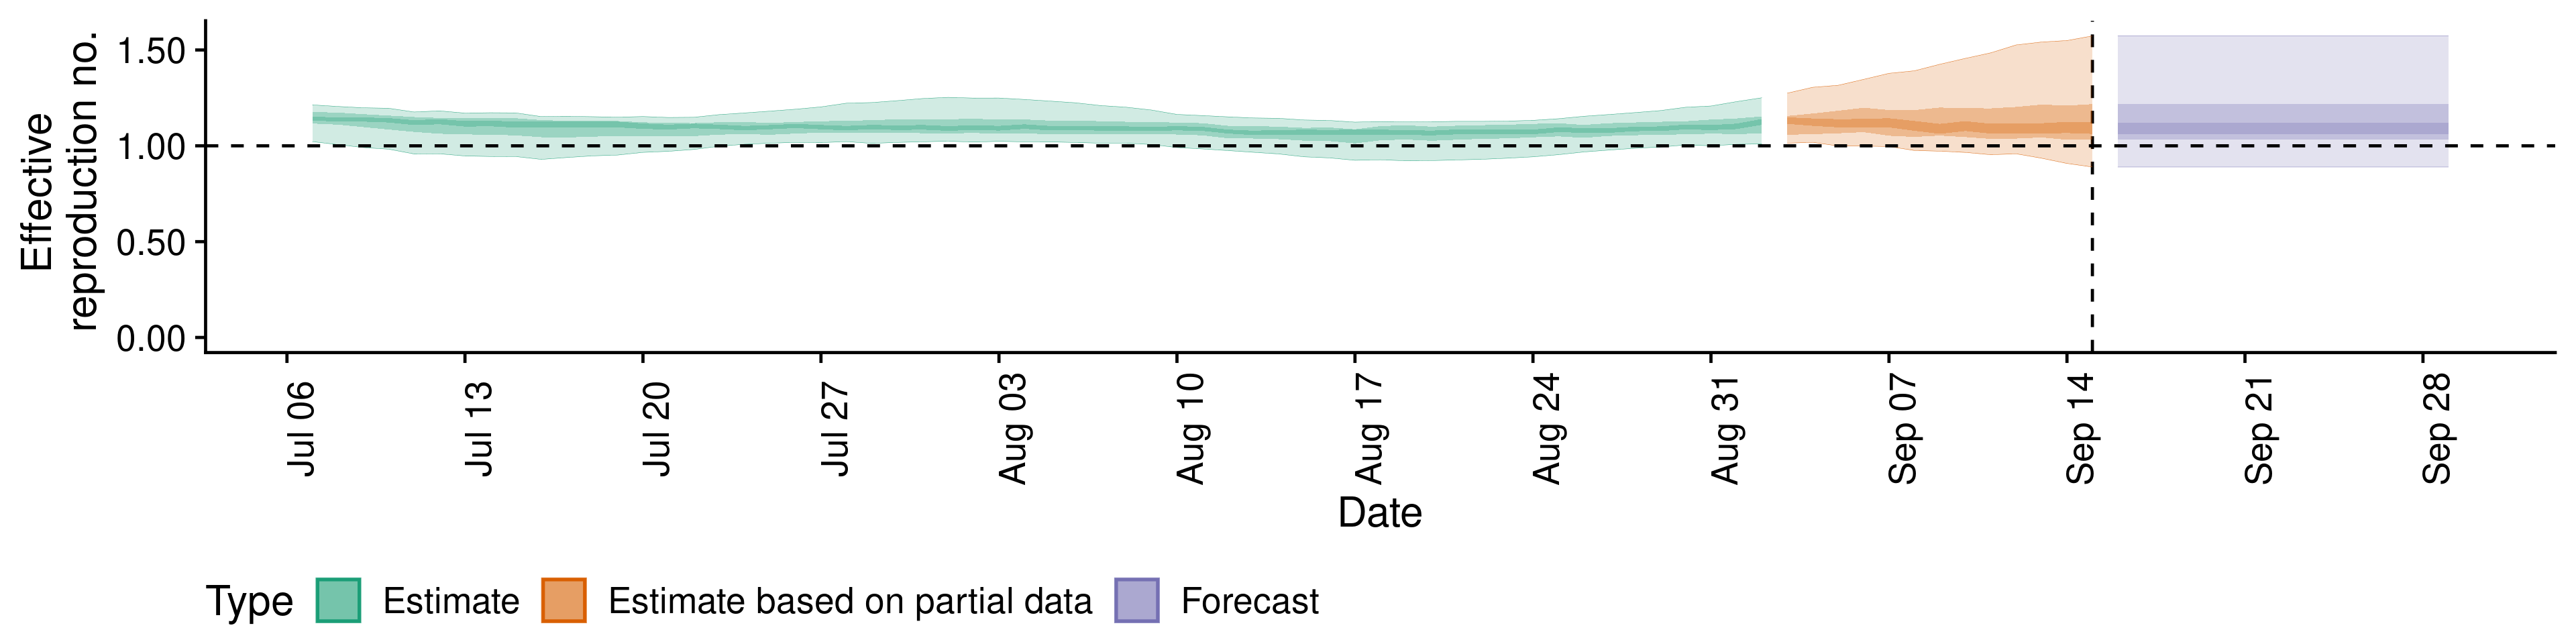 Effective
reproduction no.
1.50
1.00
0.50
0.00
Jul 06
Jul 13
Jul 20
Jul 27
Aug 03
Aug 10
Aug 17
Aug 24
Aug 31
Sep 07
Sep 14
Sep 21
Sep 28
Date
Type Estimate Estimate based on partial data Forecast